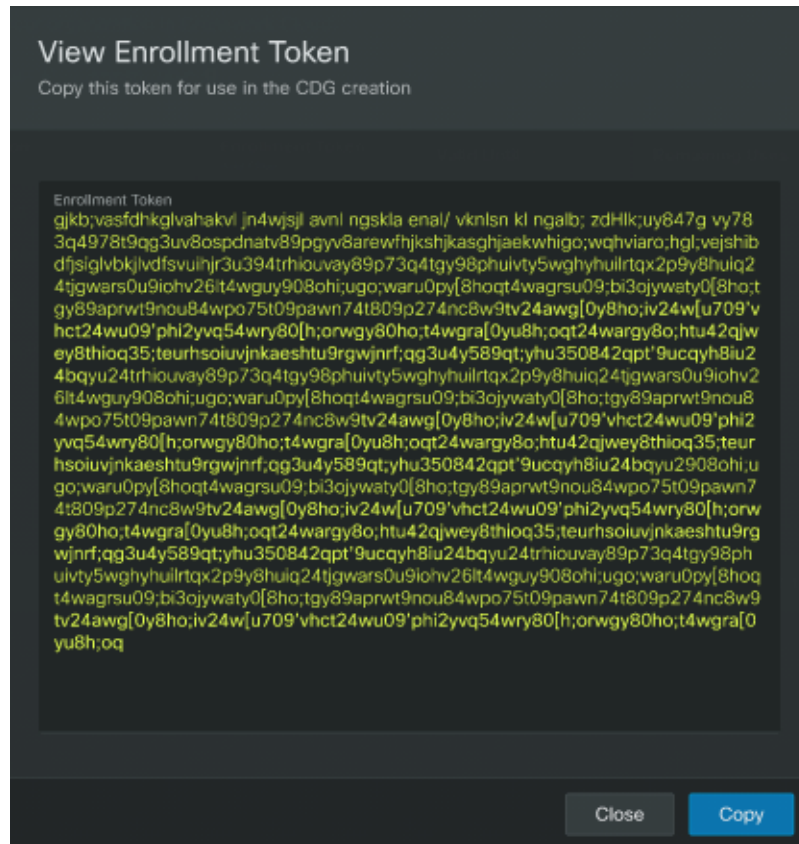 View Enrollment Token
Copy this token for use in the CDG creation
Enrollment Token
gjkb;vasfdhkglvahakvl jn4wjsjl avnl ngskla enal/ vknlsn kl ngalb; zdHlk;uy847g vy78
3q4978t9qg3uv8ospdnatv89pgyv8arewfhjkshjkasghjaekwhigo;wqhviaro;hgl;vejshib
dfjsiglvbkjlvdfsvuihjr3u394trhiouvay89p73q4tgy98phuivty5wghyhuilrtqx2p9y8huiq2
4tjgwars0u9iohv26lt4wguy908ohi;ugo;waru0py[8hoqt4wagrsu09;bi3ojywaty0[8ho;t
gy89aprwt9nou84wpo75t09pawn74t809p274nc8w9tv24awg[0y8ho;iv24w[u709'v
hct24wu09'phi2yvq54wry80[h;orwgy80ho;t4wgra[0yu8h;oqt24wargy8o;htu42qjw
ey8thioq35;teurhsoiuvjnkaeshtu9rgwjnrf;qg3u4y589qt;yhu350842qpt'9ucqyh8iu2
4bqyu24trhiouvay89p73q4tgy98phuivty5wghyhuilrtqx2p9y8huiq24tjgwars0u9iohv2
6lt4wguy908ohi;ugo;waru0py[8hoqt4wagrsu09;bi3ojywaty0[8ho;tgy89aprwt9nou8
4wpo75t09pawn74t809p274nc8w9tv24awg[0y8ho;iv24w[u709'vhct24wu09'phi2
yvq54wry80[h;orwgy80ho;t4wgra[0yu8h;oqt24wargy8o;htu42qjwey8thioq35;teur
hsoiuvjnkaeshtu9rgwjnrf;qg3u4y589qt;yhu350842qpt'9ucqyh8iu24bqyu2908ohi;u
go;waru0py[8hoqt4wagrsu09;bi3ojywaty0[8ho;tgy89aprwt9nou84wpo75t09pawn7
4t809p274nc8w9tv24awg[0y8ho;iv24w[u709'vhct24wu09'phi2yvq54wry80[h;orw
gy80ho;t4wgra[0yu8h;oqt24wargy8o;htu42qjwey8thioq35;teurhsoiuvjnkaeshtu9rg
wjnrf;qg3u4y589qt;yhu350842qpt'9ucqyh8iu24bqyu24trhiouvay89p73q4tgy98ph
uivty5wghyhuilrtqx2p9y8huiq24tjgwars0u9iohv26lt4wguy908ohi;ugo;waru0py[8hoq
t4wagrsu09;bi3ojywaty0[8ho;tgy89aprwt9nou84wpo75t09pawn74t809p274nc8w9
tv24awg[0y8ho;iv24w[u709'vhct24wu09'phi2yvq54wry80[h;orwgy80ho;t4wgra[0
yu8h;oq
Close
Copy